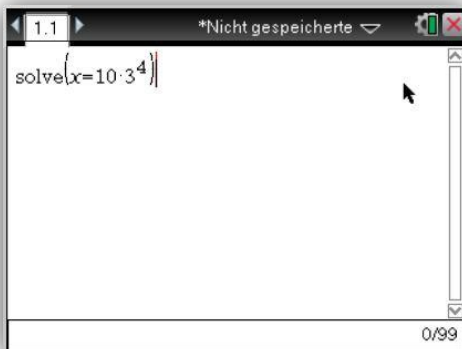 1.1 *Nicht gespeicherte
solve(x=10·3⁴)
0/99